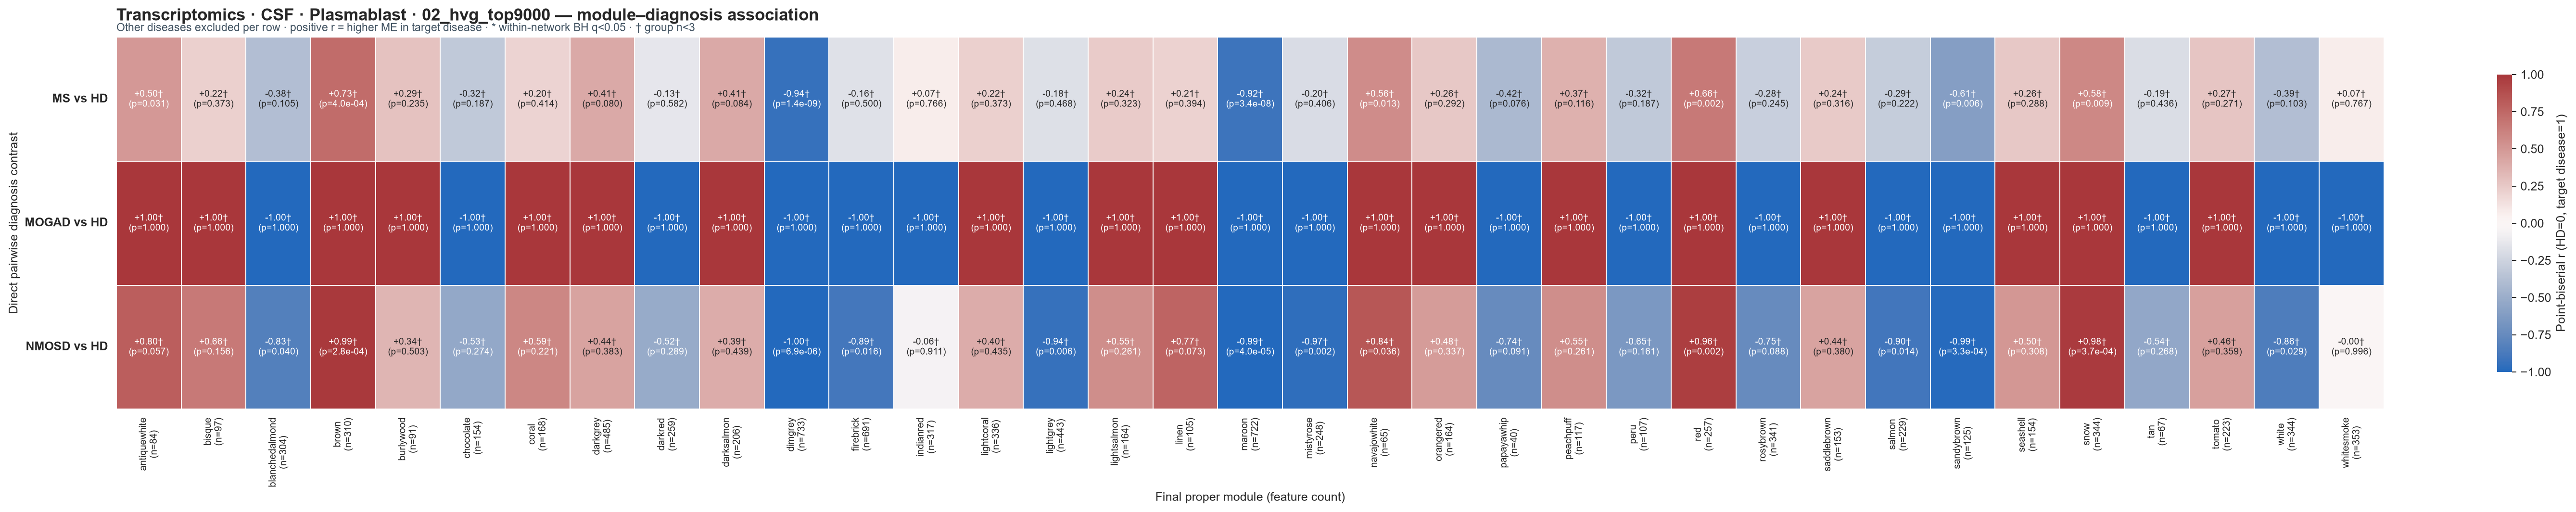 Transcriptomics · CSF · Plasmablast · 02_hvg_top9000 — module–diagnosis association
Other diseases excluded per row · positive r = higher ME in target disease · * within-network BH q<0.05 · † group n<3
Direct pairwise diagnosis contrast
MS vs HD
+0.50† +0.22† -0.38† +0.73† +0.29† -0.32† +0.20† +0.41† -0.13† +0.41† -0.94† -0.16† +0.07† +0.22† -0.18† +0.24† +0.21† -0.92† -0.20† +0.56† +0.26† -0.42† +0.37† -0.32† +0.66† -0.28† +0.24† -0.29† -0.61† +0.26† +0.58† -0.19† +0.27† -0.39† +0.07†
(p=0.031) (p=0.373) (p=0.105) (p=4.0e-04) (p=0.235) (p=0.187) (p=0.414) (p=0.080) (p=0.582) (p=0.084) (p=1.4e-09) (p=0.500) (p=0.766) (p=0.373) (p=0.468) (p=0.323) (p=0.394) (p=3.4e-08) (p=0.406) (p=0.013) (p=0.292) (p=0.076) (p=0.116) (p=0.187) (p=0.002) (p=0.245) (p=0.316) (p=0.222) (p=0.006) (p=0.288) (p=0.009) (p=0.436) (p=0.271) (p=0.103) (p=0.767)
MOGAD vs HD
+1.00† +1.00† -1.00† +1.00† +1.00† -1.00† +1.00† +1.00† -1.00† +1.00† -1.00† -1.00† -1.00† +1.00† -1.00† +1.00† +1.00† -1.00† -1.00† +1.00† +1.00† -1.00† +1.00† -1.00† +1.00† -1.00† +1.00† -1.00† -1.00† +1.00† +1.00† -1.00† +1.00† -1.00† -1.00†
(p=1.000) (p=1.000) (p=1.000) (p=1.000) (p=1.000) (p=1.000) (p=1.000) (p=1.000) (p=1.000) (p=1.000) (p=1.000) (p=1.000) (p=1.000) (p=1.000) (p=1.000) (p=1.000) (p=1.000) (p=1.000) (p=1.000) (p=1.000) (p=1.000) (p=1.000) (p=1.000) (p=1.000) (p=1.000) (p=1.000) (p=1.000) (p=1.000) (p=1.000) (p=1.000) (p=1.000) (p=1.000) (p=1.000) (p=1.000) (p=1.000)
NMOSD vs HD
+0.80† +0.66† -0.83† +0.99† +0.34† -0.53† +0.59† +0.44† -0.52† +0.39† -1.00† -0.89† -0.06† +0.40† -0.94† +0.55† +0.77† -0.99† -0.97† +0.84† +0.48† -0.74† +0.55† -0.65† +0.96† -0.75† +0.44† -0.90† -0.99† +0.50† +0.98† -0.54† +0.46† -0.86† -0.00†
(p=0.057) (p=0.156) (p=0.040) (p=2.8e-04) (p=0.503) (p=0.274) (p=0.221) (p=0.383) (p=0.289) (p=0.439) (p=6.9e-06) (p=0.016) (p=0.911) (p=0.435) (p=0.006) (p=0.261) (p=0.073) (p=4.0e-05) (p=0.002) (p=0.036) (p=0.337) (p=0.091) (p=0.261) (p=0.161) (p=0.002) (p=0.088) (p=0.380) (p=0.014) (p=3.3e-04) (p=0.308) (p=3.7e-04) (p=0.268) (p=0.359) (p=0.029) (p=0.996)
antiquewhite
(n=84)
bisque
(n=97)
blanchedalmond
(n=304)
brown
(n=310)
burlywood
(n=91)
chocolate
(n=154)
coral
(n=168)
darkgrey
(n=485)
darkred
(n=259)
darksalmon
(n=206)
dimgrey
(n=733)
firebrick
(n=691)
indianred
(n=317)
lightcoral
(n=336)
lightgrey
(n=443)
lightsalmon
(n=164)
linen
(n=105)
maroon
(n=722)
mistyrose
(n=248)
navajowhite
(n=65)
orangered
(n=164)
papayawhip
(n=40)
peachpuff
(n=117)
peru
(n=107)
red
(n=257)
rosybrown
(n=341)
saddlebrown
(n=153)
salmon
(n=229)
sandybrown
(n=125)
seashell
(n=154)
snow
(n=344)
tan
(n=67)
tomato
(n=223)
white
(n=344)
whitesmoke
(n=353)
Final proper module (feature count)
1.00
0.75
0.50
0.25
0.00
−0.25
−0.50
−0.75
−1.00
Point-biserial r (HD=0, target disease=1)